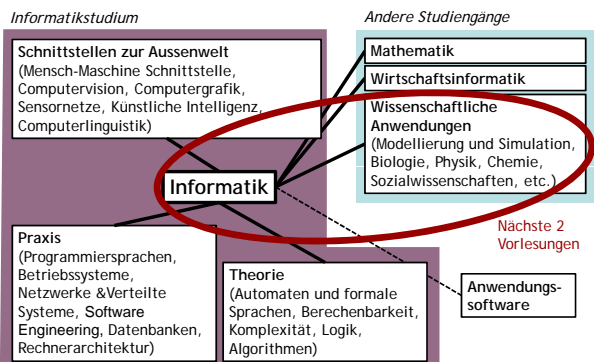 Informatikstudium
Andere Studiengänge
Schnittstellen zur Aussenwelt
(Mensch-Maschine Schnittstelle,
Computervision, Computergrafik,
Sensornetze, Künstliche Intelligenz,
Computerlinguistik)
Mathematik
Wirtschaftsinformatik
Wissenschaftliche
Anwendungen
(Modellierung und Simulation,
Biologie, Physik, Chemie,
Sozialwissenschaften, etc.)
Informatik
Nächste 2
Vorlesungen
Praxis
(Programmiersprachen,
Betriebssysteme,
Netzwerke &Verteilte
Systeme, Software
Engineering, Datenbanken,
Rechnerarchitektur)
Theorie
(Automaten und formale
Sprachen, Berechenbarkeit,
Komplexität, Logik,
Algorithmen)
Anwendungs-
software